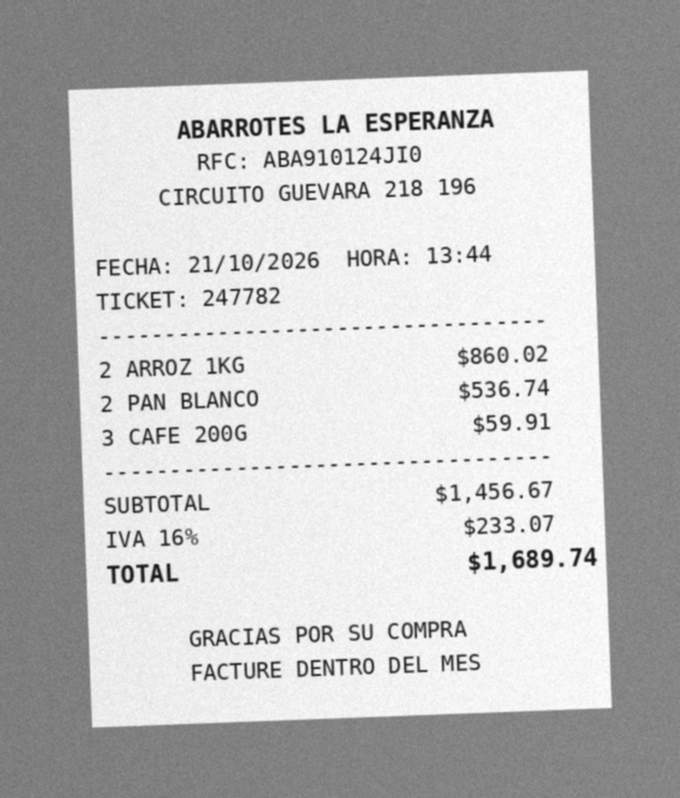 ABARROTES LA ESPERANZA
RFC: ABA910124JI0
CIRCUITO GUEVARA 218 196
FECHA: 21/10/2026 HORA: 13:44
TICKET: 247782
----------------------------------
2 ARROZ 1KG $860.02
2 PAN BLANCO $536.74
3 CAFE 200G $59.91
----------------------------------
SUBTOTAL $1,456.67
IVA 16% $233.07
TOTAL $1,689.74
GRACIAS POR SU COMPRA
FACTURE DENTRO DEL MES